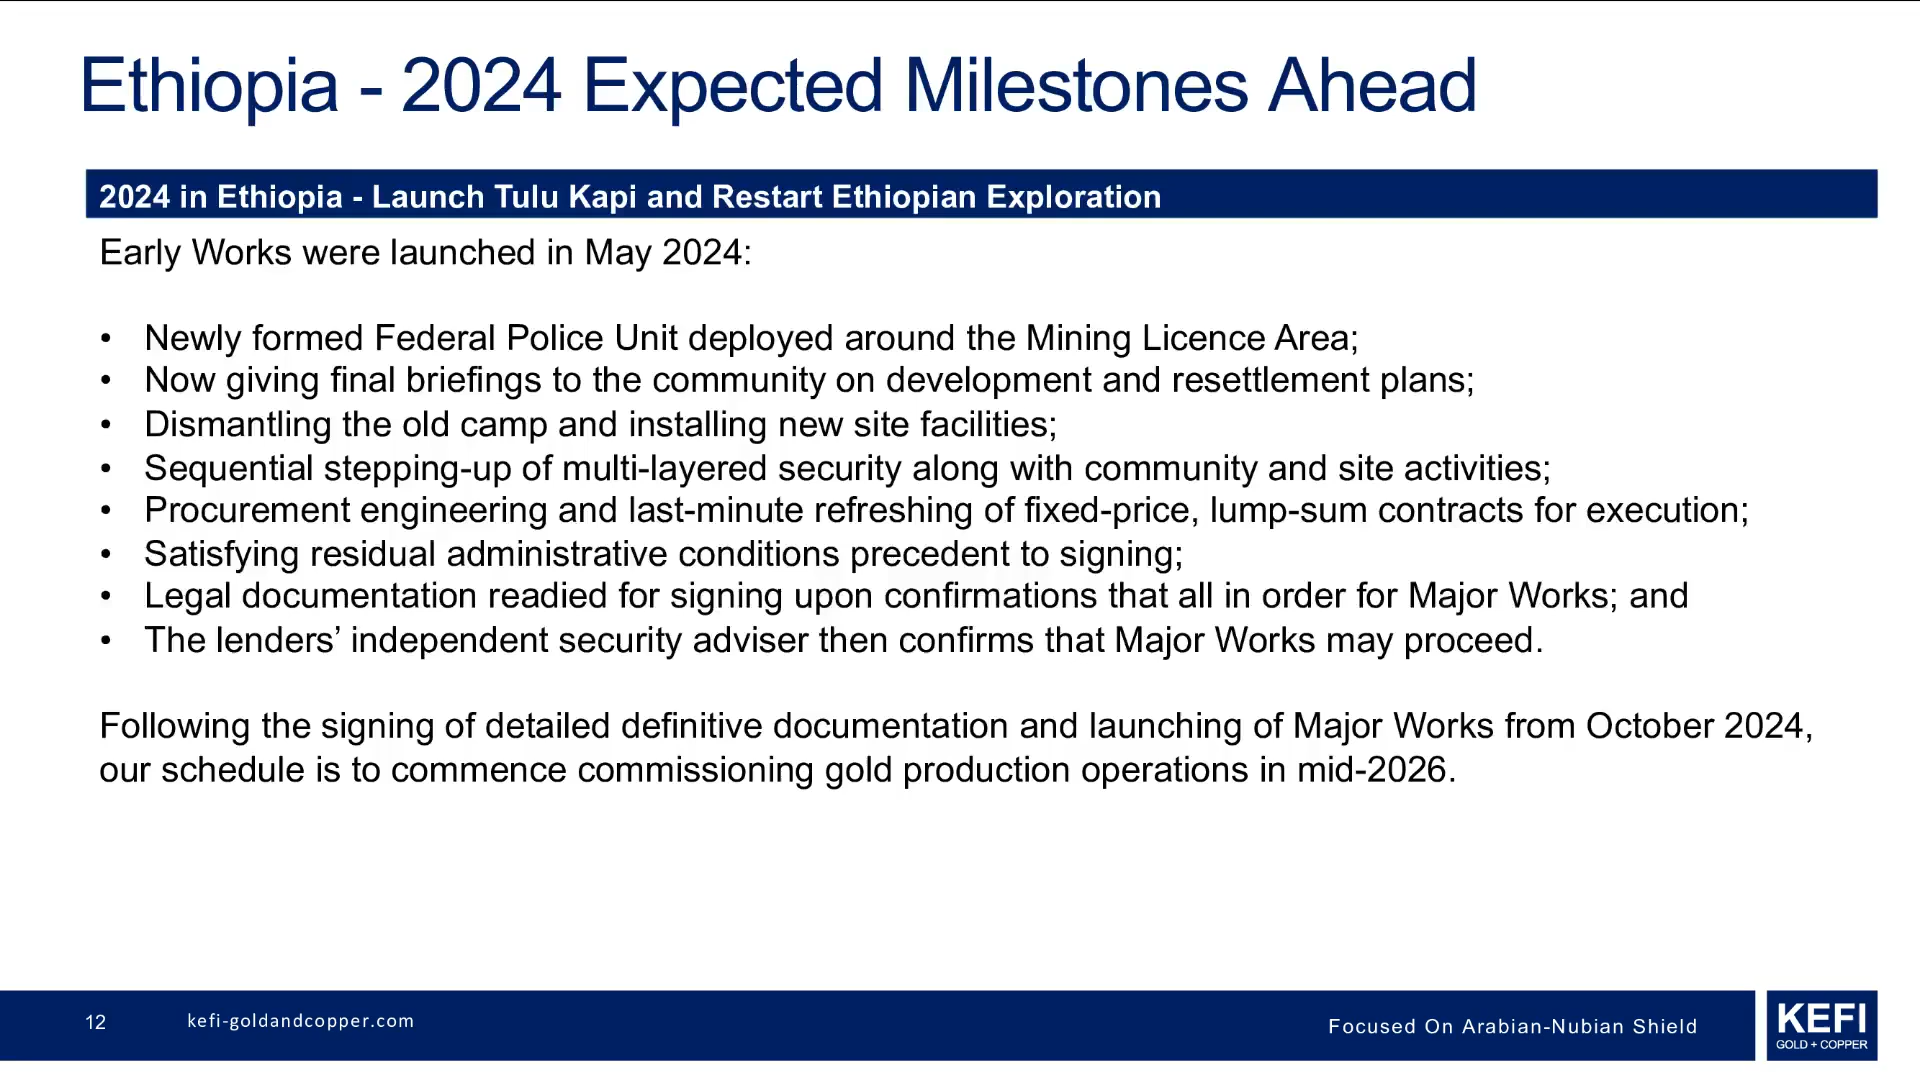 Ethiopia - 2024 Expected Milestones Ahead
2024 in Ethiopia - Launch Tulu Kapi and Restart Ethiopian Exploration
Early Works were launched in May 2024:
• Newly formed Federal Police Unit deployed around the Mining Licence Area;
• Now giving final briefings to the community on development and resettlement plans;
• Dismantling the old camp and installing new site facilities;
• Sequential stepping-up of multi-layered security along with community and site activities;
• Procurement engineering and last-minute refreshing of fixed-price, lump-sum contracts for execution;
• Satisfying residual administrative conditions precedent to signing;
• Legal documentation readied for signing upon confirmations that all in order for Major Works; and
• The lenders’ independent security adviser then confirms that Major Works may proceed.
Following the signing of detailed definitive documentation and launching of Major Works from October 2024,
our schedule is to commence commissioning gold production operations in mid-2026.
12
kefi-goldandcopper.com
Focused On Arabian-Nubian Shield
KEFI
GOLD + COPPER